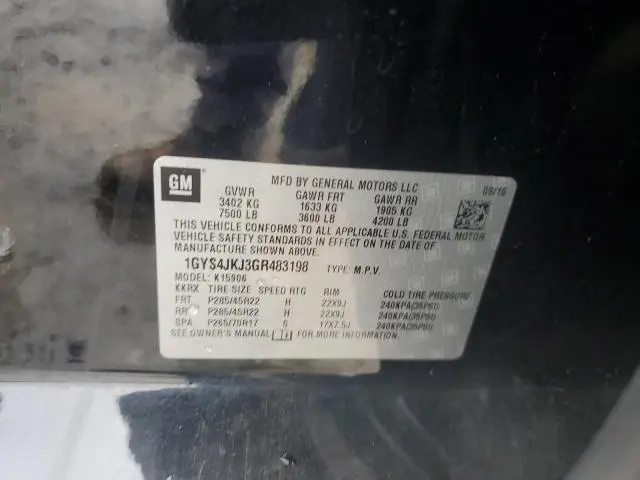 GM
MFD BY GENERAL MOTORS LLC
09/16
GVWR GAWR FRT GAWR RR
3402 KG 1633 KG 1905 KG
7500 LB 3600 LB 4200 LB
THIS VEHICLE CONFORMS TO ALL APPLICABLE U.S. FEDERAL MOTOR
VEHICLE SAFETY STANDARDS IN EFFECT ON THE DATE OF
MANUFACTURE SHOWN ABOVE.
1GYS4JKJ3GR483198 TYPE: M.P.V.
MODEL: K15906
KKRX TIRE SIZE SPEED RTG RIM COLD TIRE PRESSURE
FRT P285/45R22 H 22X9J 240KPA(35PSI)
RR P285/45R22 H 22X9J 240KPA(35PSI)
SPA P265/70R17 S 17X7.5J 240KPA(35PSI)
SEE OWNER'S MANUAL FOR MORE INFORMATION.